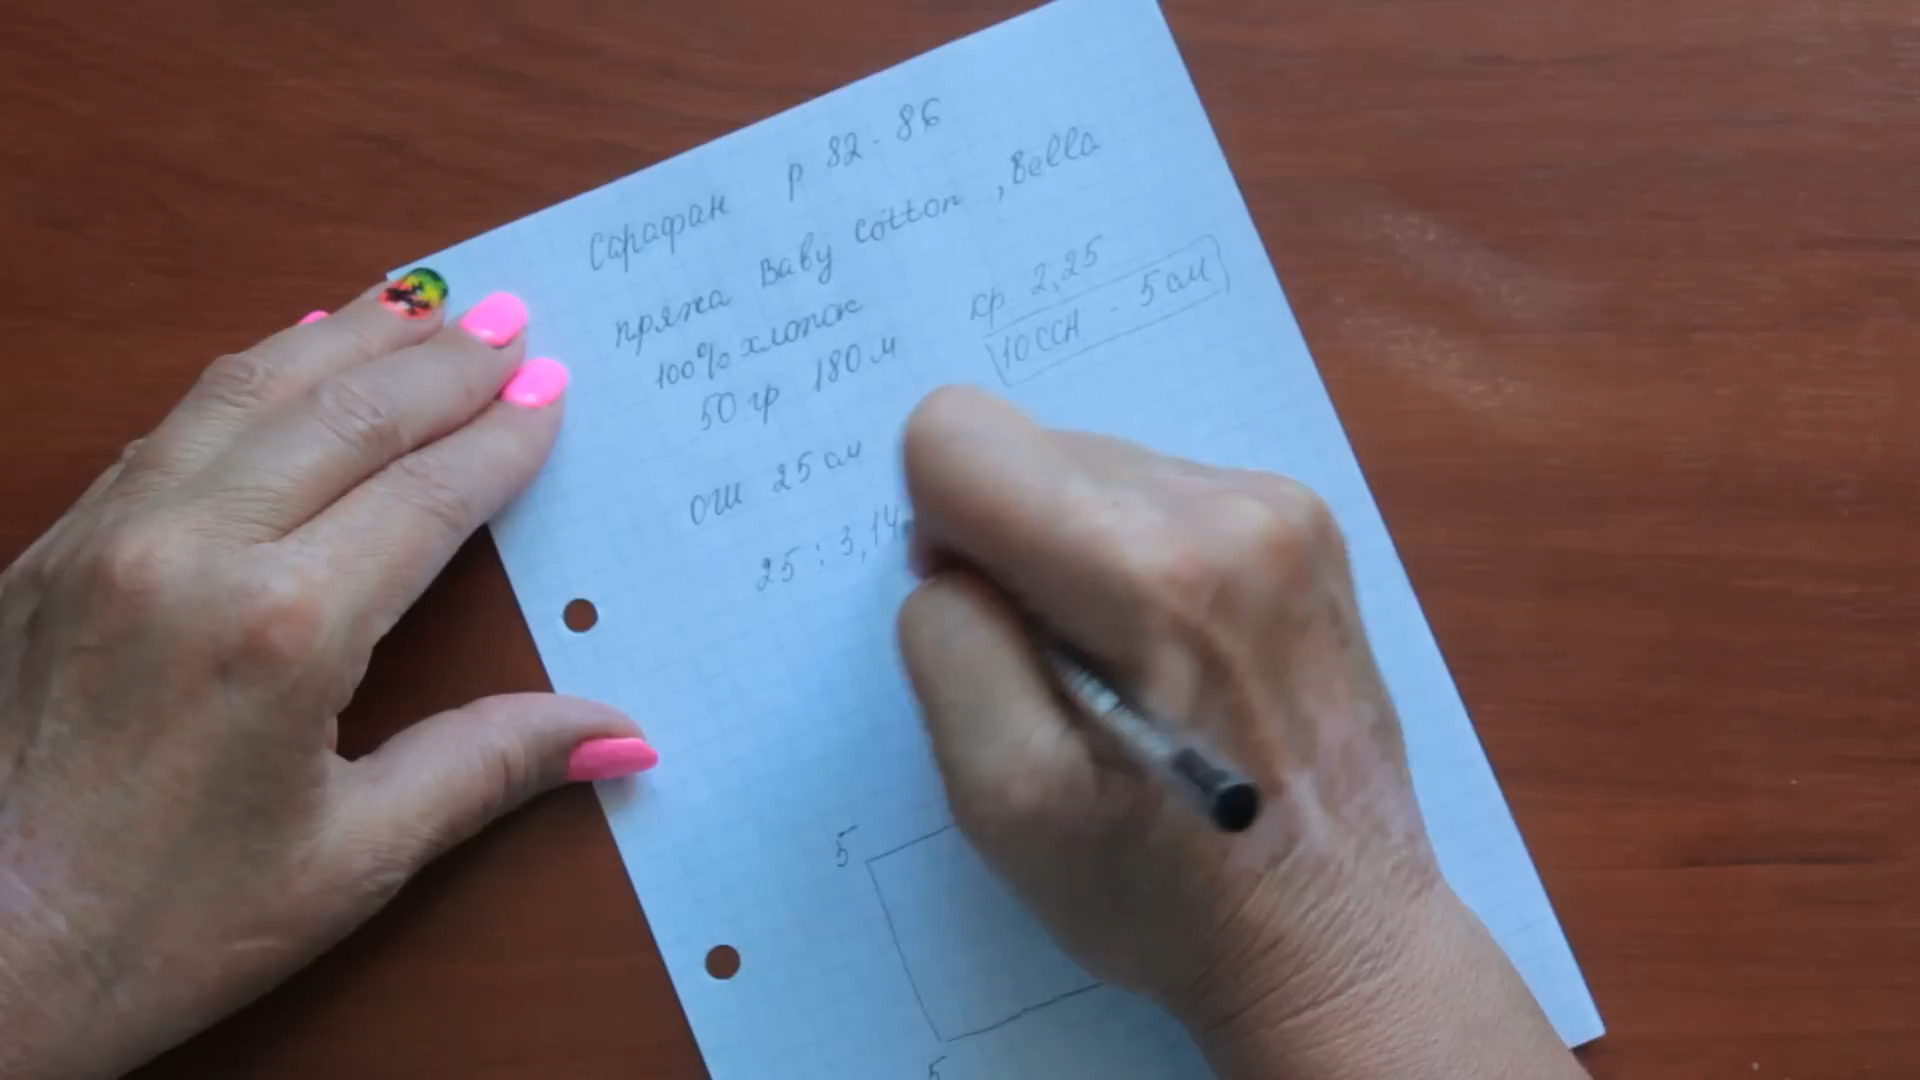 Сарафан р 82-86
пряжа Baby Cotton, Bella
100% хлопок
50 гр 180 м
кр. 2,25
10 ССН - 5 см
ОШ 25 см
25 : 3,14
5
5